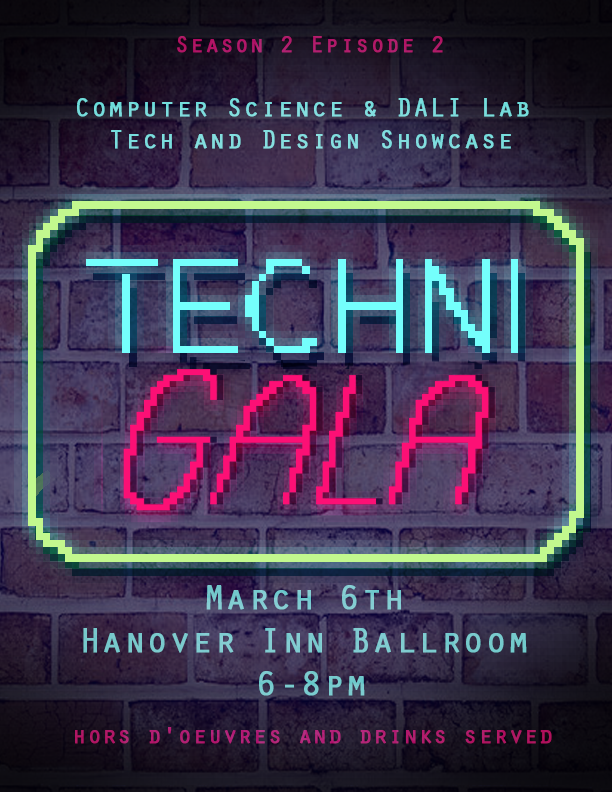 Season 2 Episode 2
Computer Science & DALI Lab
Tech and Design Showcase
TECHNI
GALA
March 6th
Hanover Inn Ballroom
6-8pm
hors d'oeuvres and drinks served